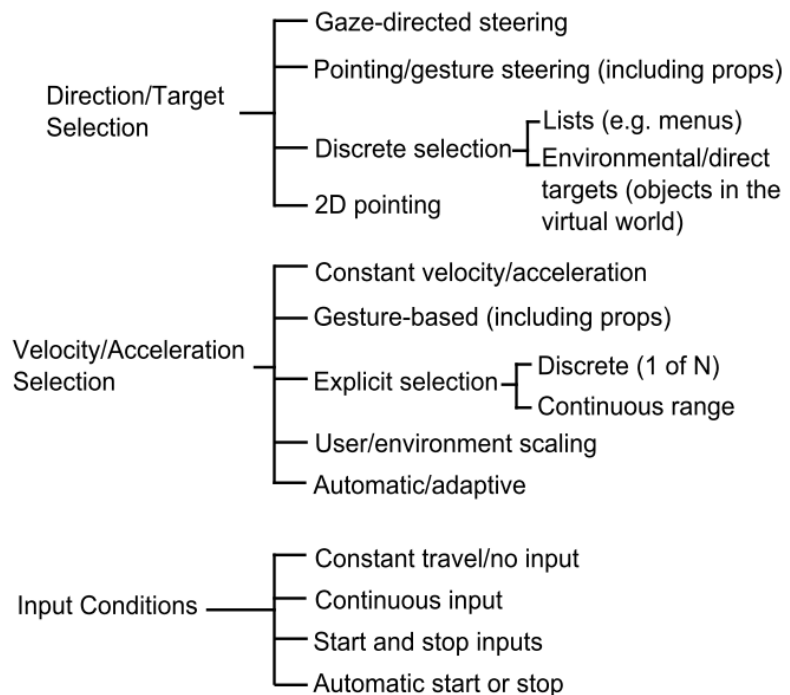 Direction/Target
Selection
Gaze-directed steering
Pointing/gesture steering (including props)
Discrete selection
Lists (e.g. menus)
Environmental/direct
targets (objects in the
virtual world)
2D pointing
Velocity/Acceleration
Selection
Constant velocity/acceleration
Gesture-based (including props)
Explicit selection
Discrete (1 of N)
Continuous range
User/environment scaling
Automatic/adaptive
Input Conditions
Constant travel/no input
Continuous input
Start and stop inputs
Automatic start or stop